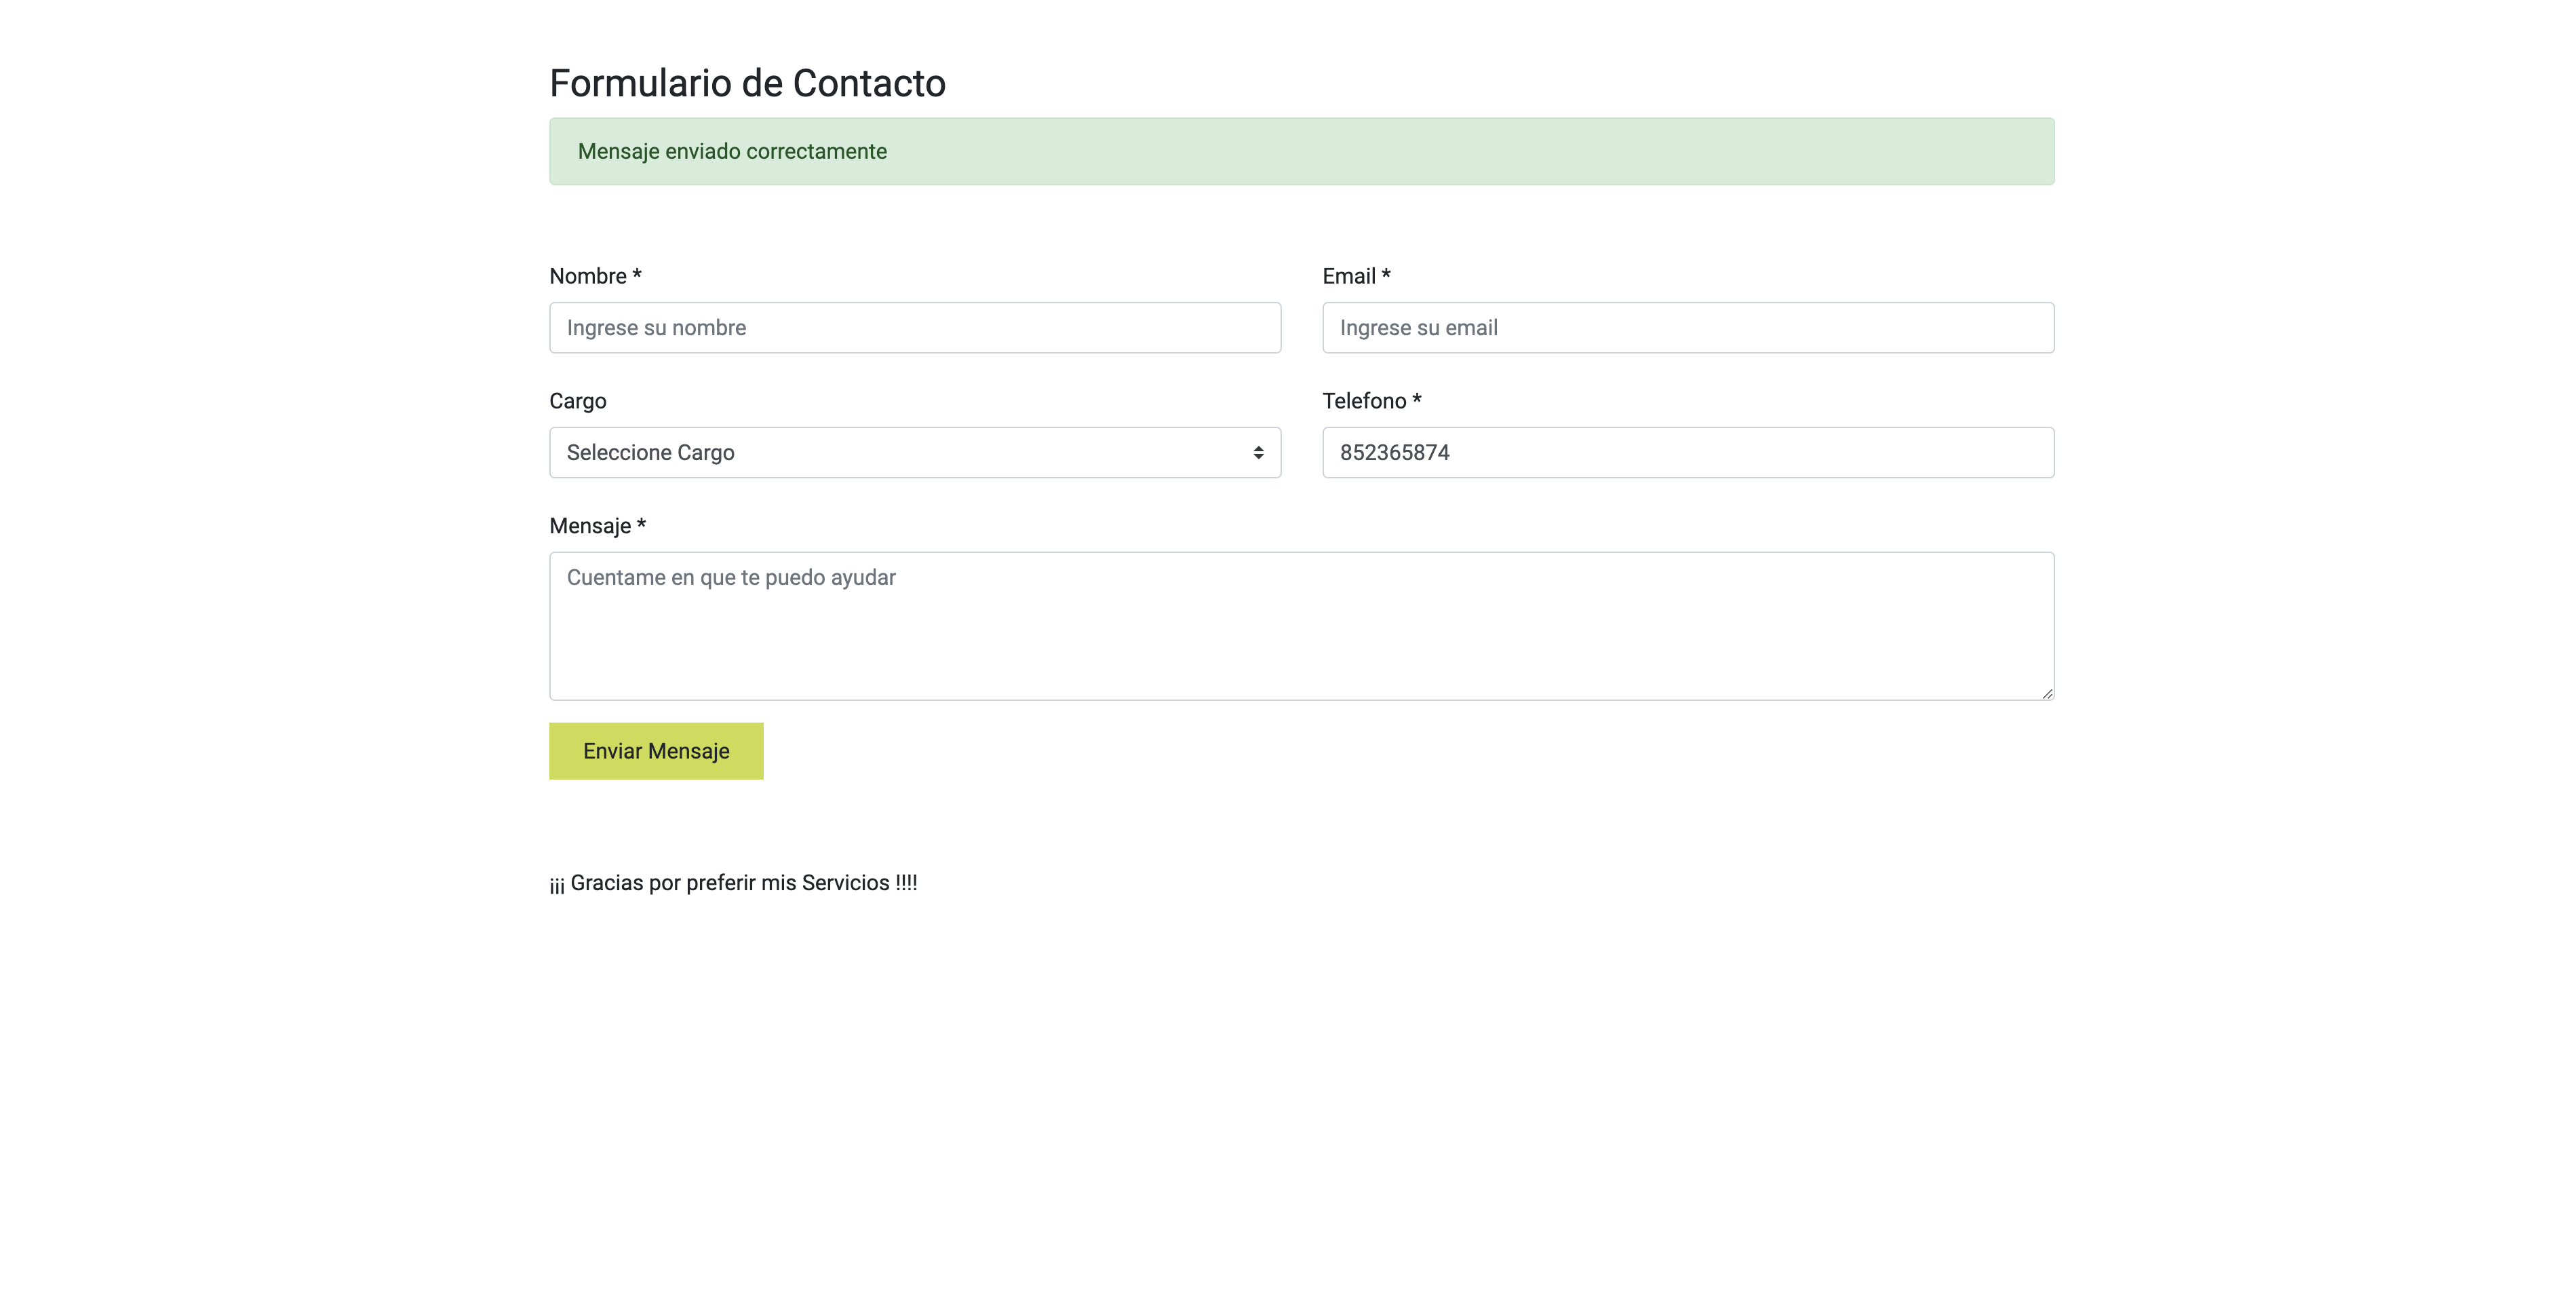 Formulario de Contacto
Mensaje enviado correctamente
Nombre *
Email *
Ingrese su nombre
Ingrese su email
Cargo
Telefono *
Seleccione Cargo
852365874
Mensaje *
Cuentame en que te puedo ayudar
Enviar Mensaje
¡¡¡ Gracias por preferir mis Servicios !!!!